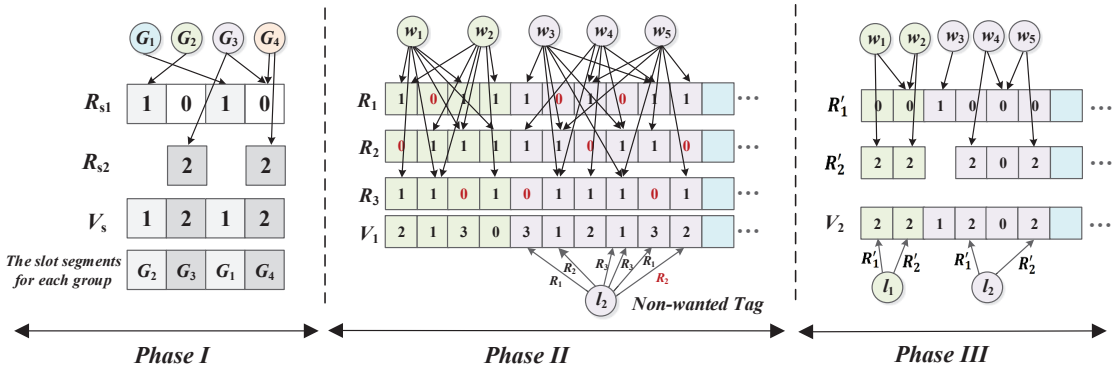 G1 G2 G3 G4
Rs1 1 0 1 0
Rs2 2 2
Vs 1 2 1 2
The slot segments for each group G2 G3 G1 G4
Phase I
w1 w2 w3 w4 w5
R1 1 0 1 1 1 0 1 0 1 1 ···
R2 0 1 1 1 1 1 0 1 1 0 ···
R3 1 1 0 1 0 1 1 1 0 1 ···
V1 2 1 3 0 3 1 2 1 3 2 ···
R1 R2 R3 R3 R1 R2
l2 Non-wanted Tag
Phase II
w1 w2 w3 w4 w5
R′1 0 0 1 0 0 0 ···
R′2 2 2 2 0 2 ···
V2 2 2 1 2 0 2 ···
R′1 R′2 R′1 R′2
l1 l2
Phase III